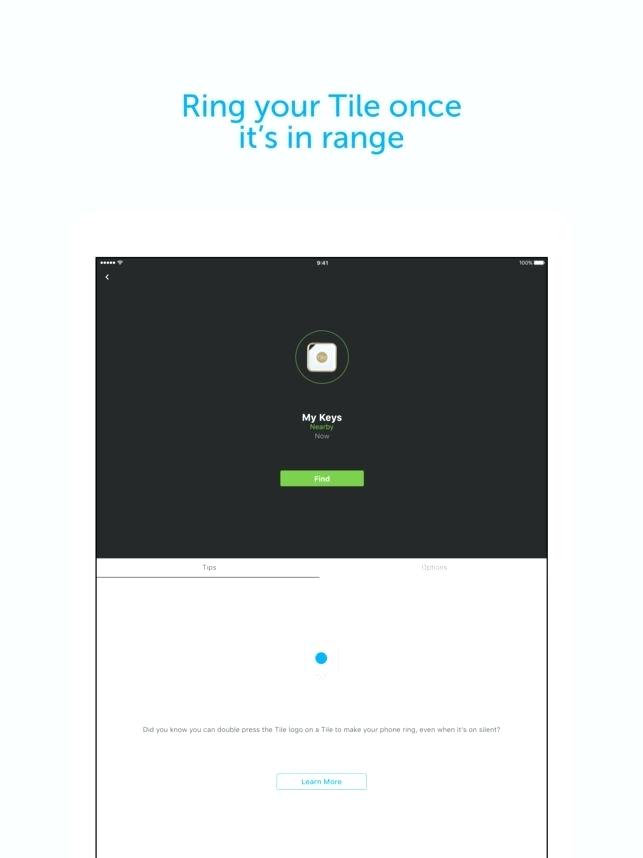 Ring your Tile once
it's in range
9:41
100%
My Keys
Nearby
Now
Find
Tips
Options
Did you know you can double press the Tile logo on a Tile to make your phone ring, even when it's on silent?
Learn More